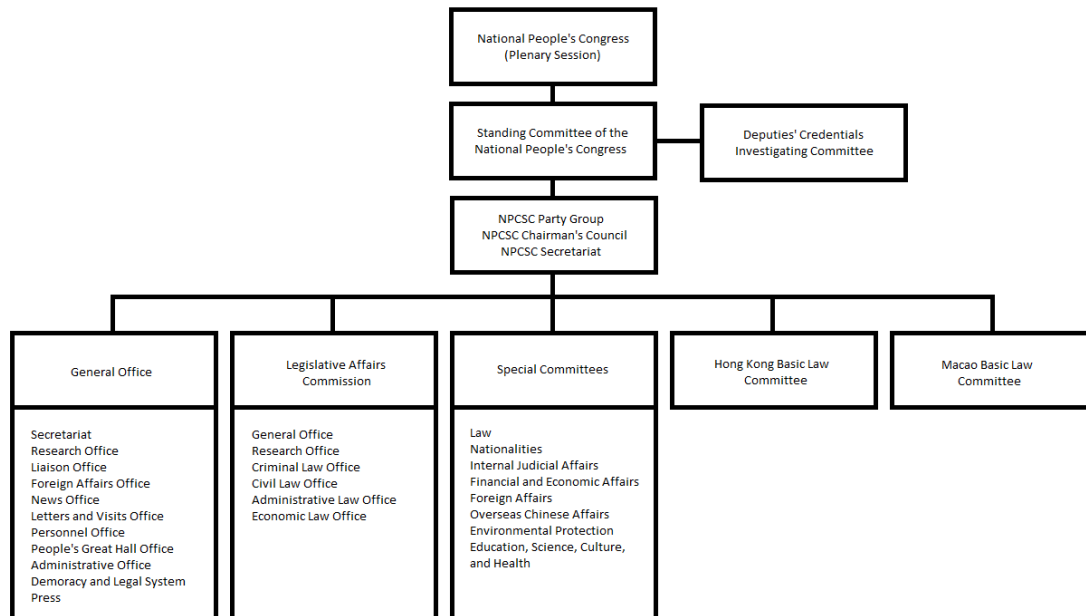 National People's Congress
(Plenary Session)
Standing Committee of the
National People's Congress
Deputies' Credentials
Investigating Committee
NPCSC Party Group
NPCSC Chairman's Council
NPCSC Secretariat
General Office
Secretariat
Research Office
Liaison Office
Foreign Affairs Office
News Office
Letters and Visits Office
Personnel Office
People's Great Hall Office
Administrative Office
Demoracy and Legal System
Press
Legislative Affairs
Commission
General Office
Research Office
Criminal Law Office
Civil Law Office
Administrative Law Office
Economic Law Office
Special Committees
Law
Nationalities
Internal Judicial Affairs
Financial and Economic Affairs
Foreign Affairs
Overseas Chinese Affairs
Environmental Protection
Education, Science, Culture,
and Health
Hong Kong Basic Law
Committee
Macao Basic Law
Committee